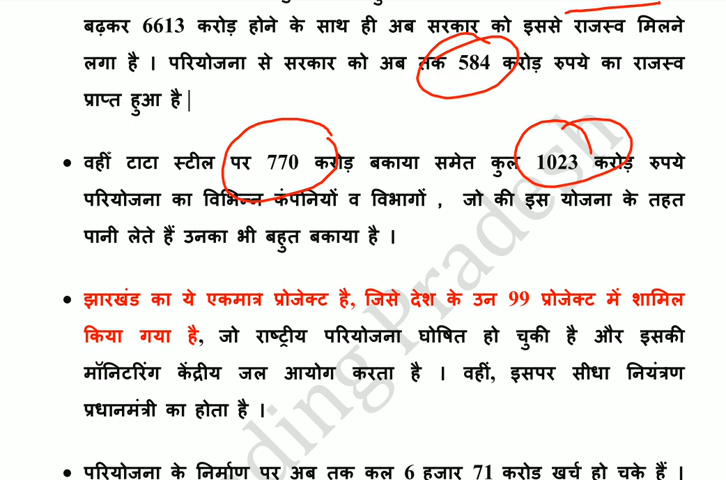 बढ़कर 6613 करोड़ होने के साथ ही अब सरकार को इससे राजस्व मिलने
लगा है । परियोजना से सरकार को अब तक 584 करोड़ रुपये का राजस्व
प्राप्त हुआ है|
• वहीं टाटा स्टील पर 770 करोड़ बकाया समेत कुल 1023 करोड़ रुपये
परियोजना का विभिन्न कंपनियों व विभागों , जो की इस योजना के तहत
पानी लेते हैं उनका भी बहुत बकाया है ।
• झारखंड का ये एकमात्र प्रोजेक्ट है, जिसे देश के उन 99 प्रोजेक्ट में शामिल
किया गया है, जो राष्ट्रीय परियोजना घोषित हो चुकी है और इसकी
मॉनिटरिंग केंद्रीय जल आयोग करता है । वहीं, इसपर सीधा नियंत्रण
प्रधानमंत्री का होता है ।
• परियोजना के निर्माण पर अब तक कुल 6 हजार 71 करोड़ खर्च हो चुके हैं ।
Pradesh